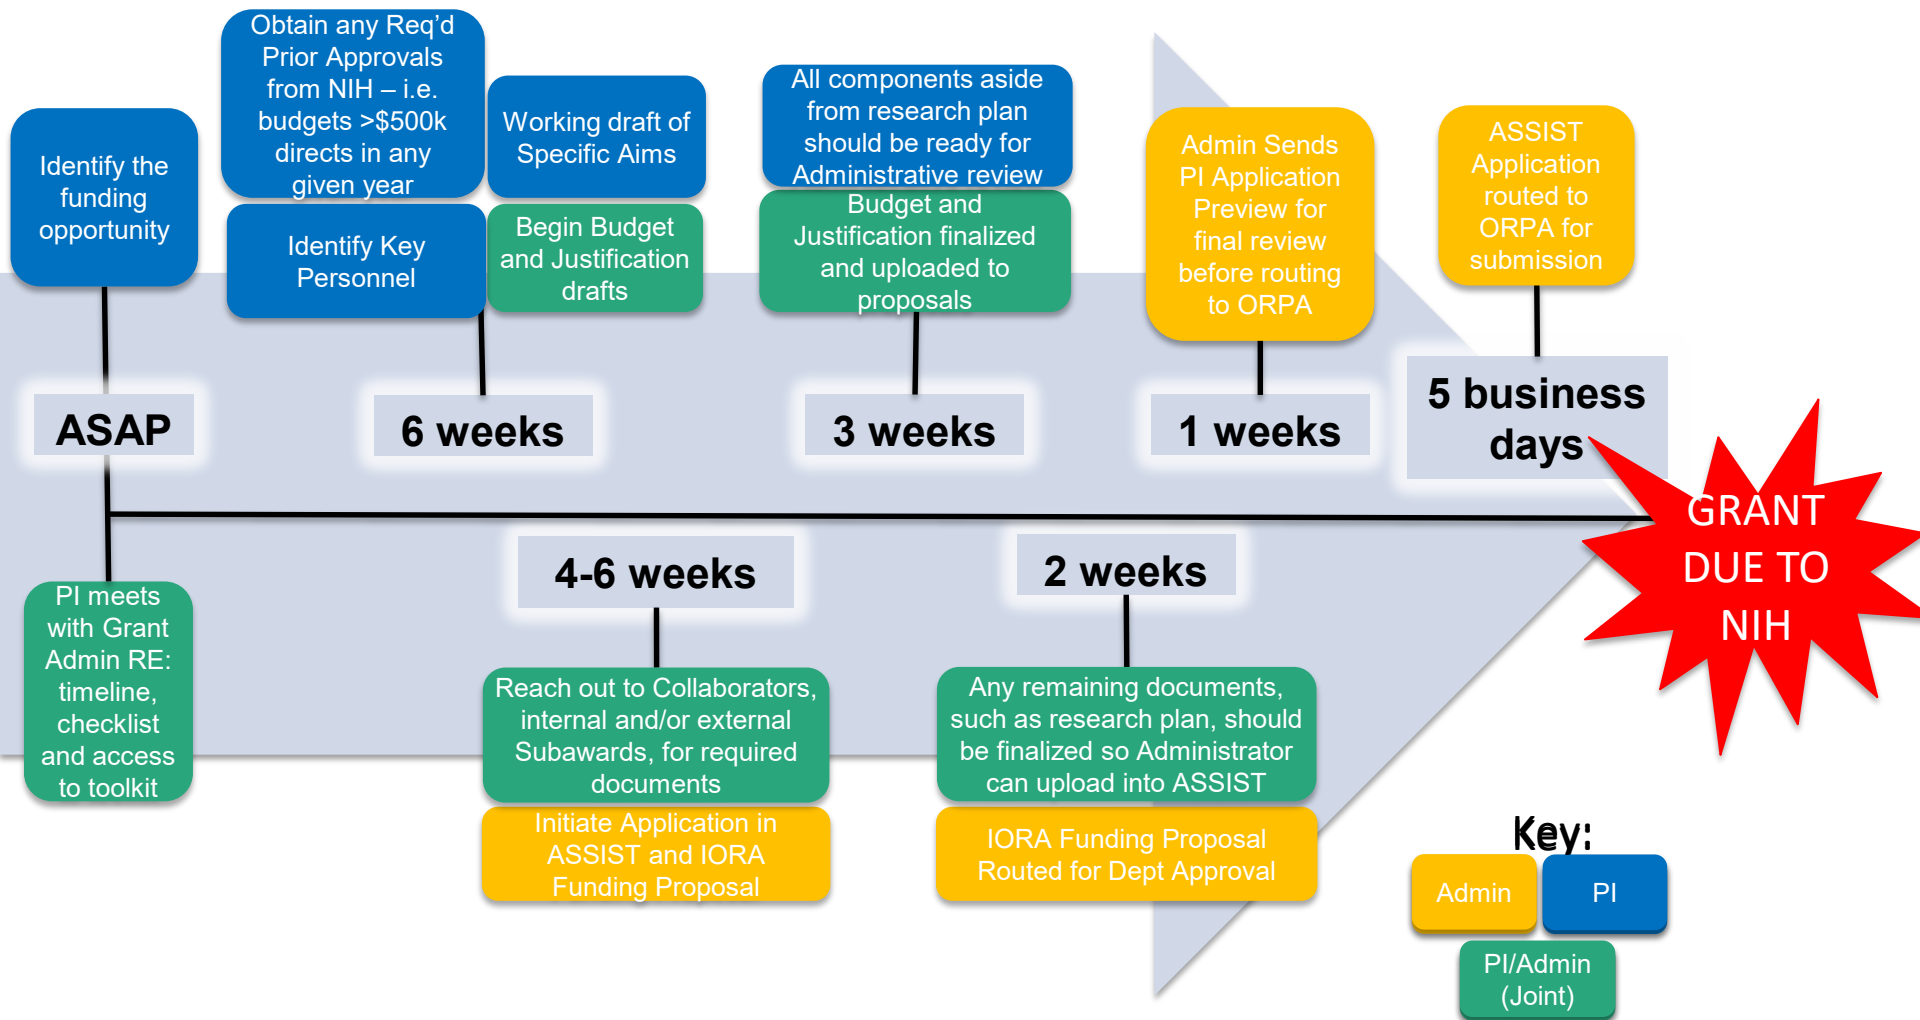 Identify the
funding
opportunity
Obtain any Req’d
Prior Approvals
from NIH – i.e.
budgets >$500k
directs in any
given year
Identify Key
Personnel
Working draft of
Specific Aims
Begin Budget
and Justification
drafts
All components aside
from research plan
should be ready for
Administrative review
Budget and
Justification finalized
and uploaded to
proposals
Admin Sends
PI Application
Preview for
final review
before routing
to ORPA
ASSIST
Application
routed to
ORPA for
submission
ASAP
6 weeks
3 weeks
1 weeks
5 business
days
4-6 weeks
2 weeks
GRANT
DUE TO
NIH
PI meets
with Grant
Admin RE:
timeline,
checklist
and access
to toolkit
Reach out to Collaborators,
internal and/or external
Subawards, for required
documents
Initiate Application in
ASSIST and IORA
Funding Proposal
Any remaining documents,
such as research plan, should
be finalized so Administrator
can upload into ASSIST
IORA Funding Proposal
Routed for Dept Approval
Key:
Admin
PI
PI/Admin
(Joint)